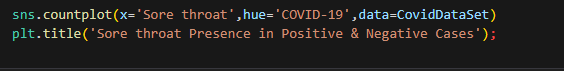 sns.countplot(x='Sore throat',hue='COVID-19',data=CovidDataSet)
plt.title('Sore throat Presence in Positive & Negative Cases');